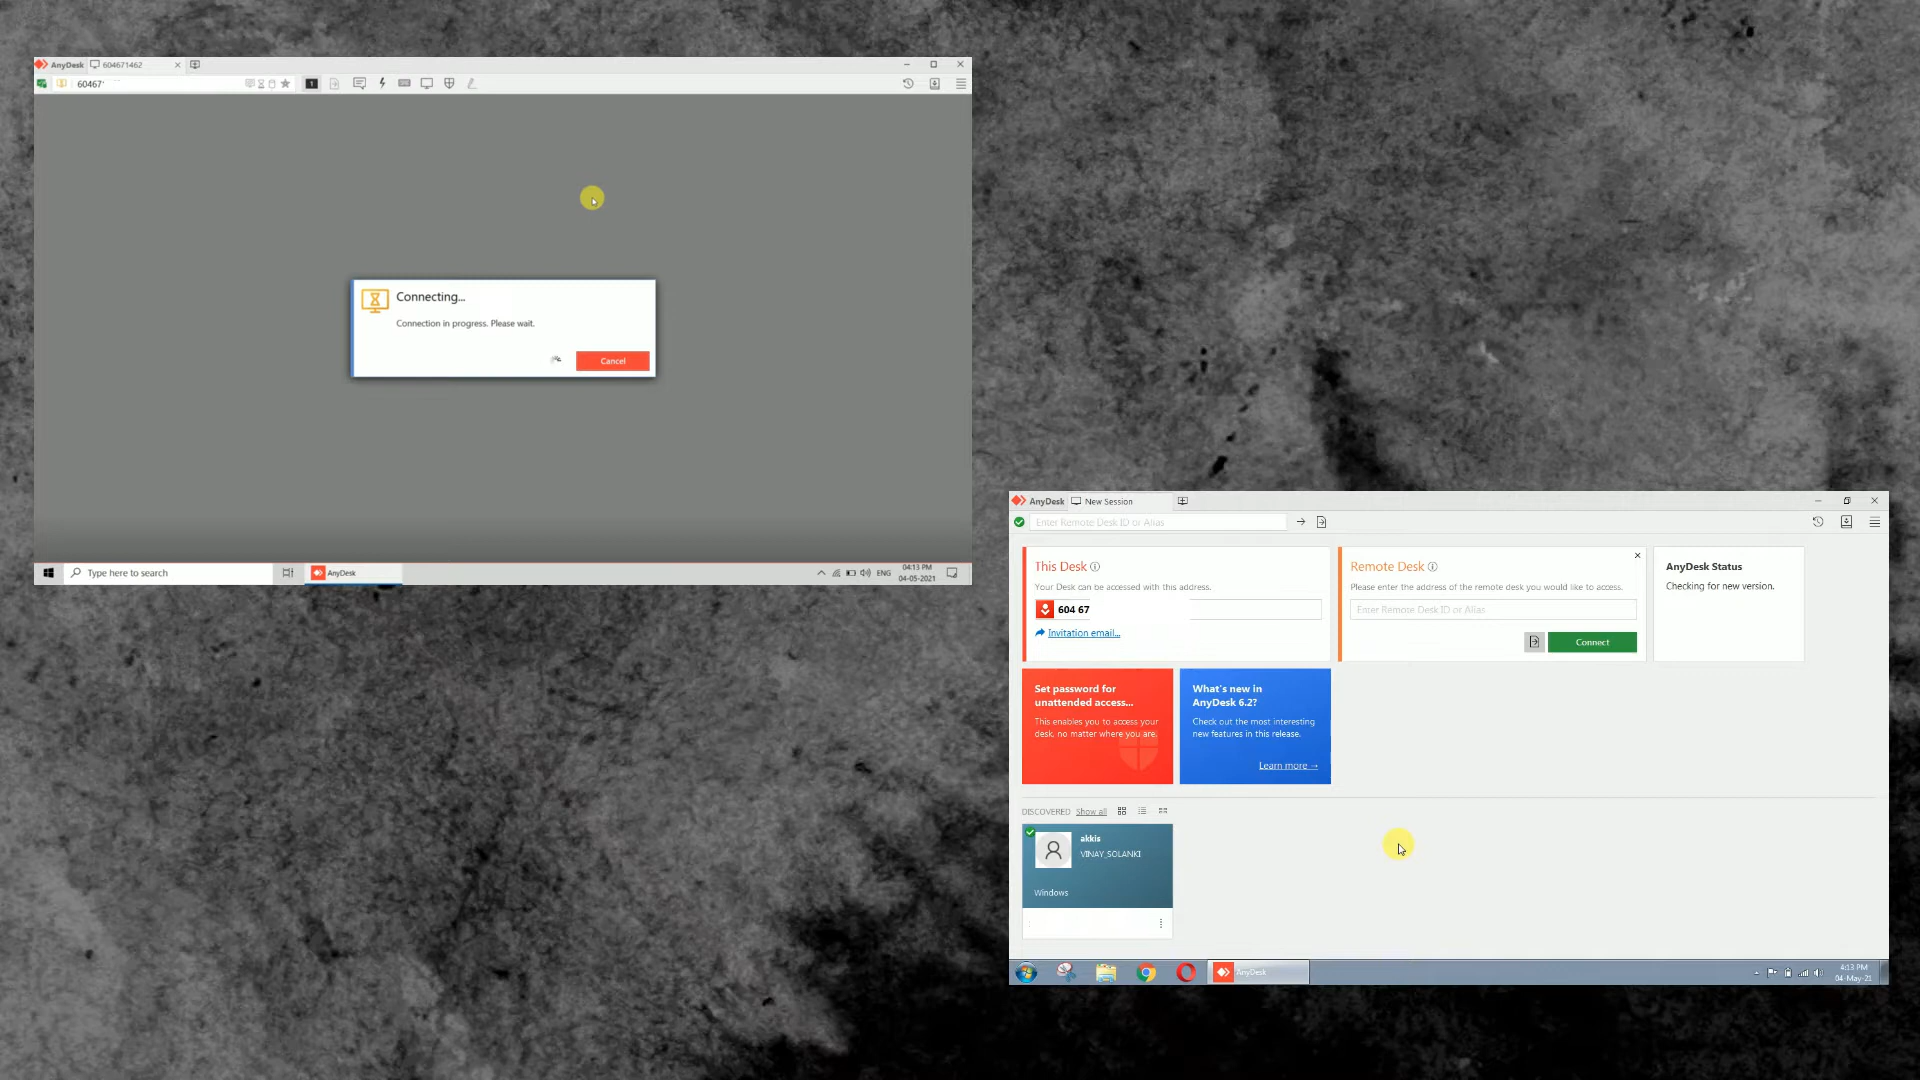 AnyDesk
604671462
60467
Connecting...
Connection in progress. Please wait.
Cancel
Type here to search
AnyDesk
ENG
04:13 PM
04-05-2021
AnyDesk
New Session
Enter Remote Desk ID or Alias
This Desk
Your Desk can be accessed with this address.
604 67
Invitation email...
Remote Desk
Please enter the address of the remote desk you would like to access.
Enter Remote Desk ID or Alias
Connect
AnyDesk Status
Checking for new version.
Set password for
unattended access...
This enables you to access your
desk, no matter where you are.
What's new in
AnyDesk 6.2?
Check out the most interesting
new features in this release.
Learn more →
DISCOVERED
Show all
akkis
VINAY_SOLANKI
Windows
AnyDesk
4:13 PM
04-May-21